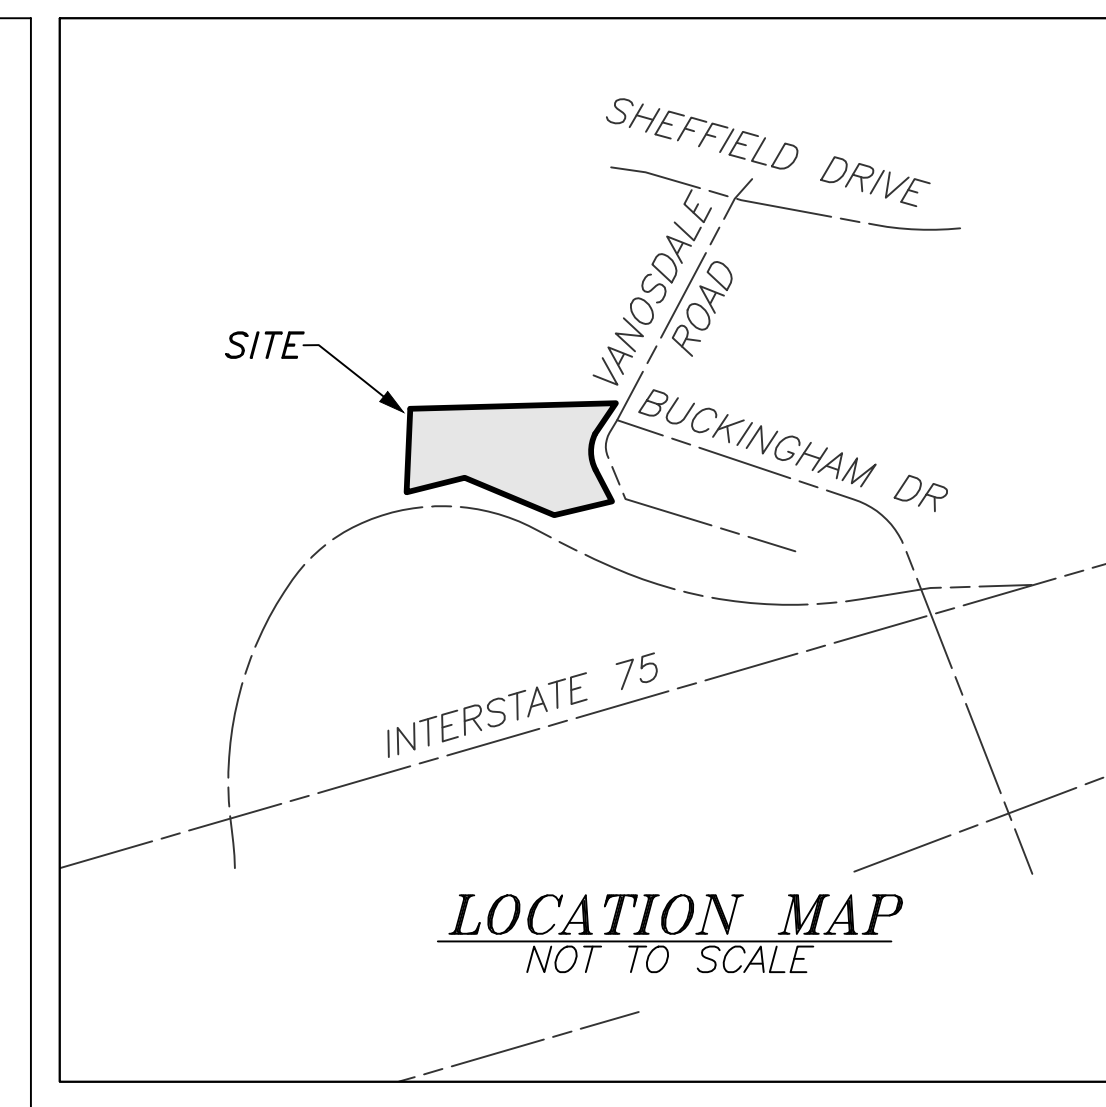 SHEFFIELD DRIVE
VANOSDALE
ROAD
SITE
BUCKINGHAM DR
INTERSTATE 75
LOCATION MAP
NOT TO SCALE